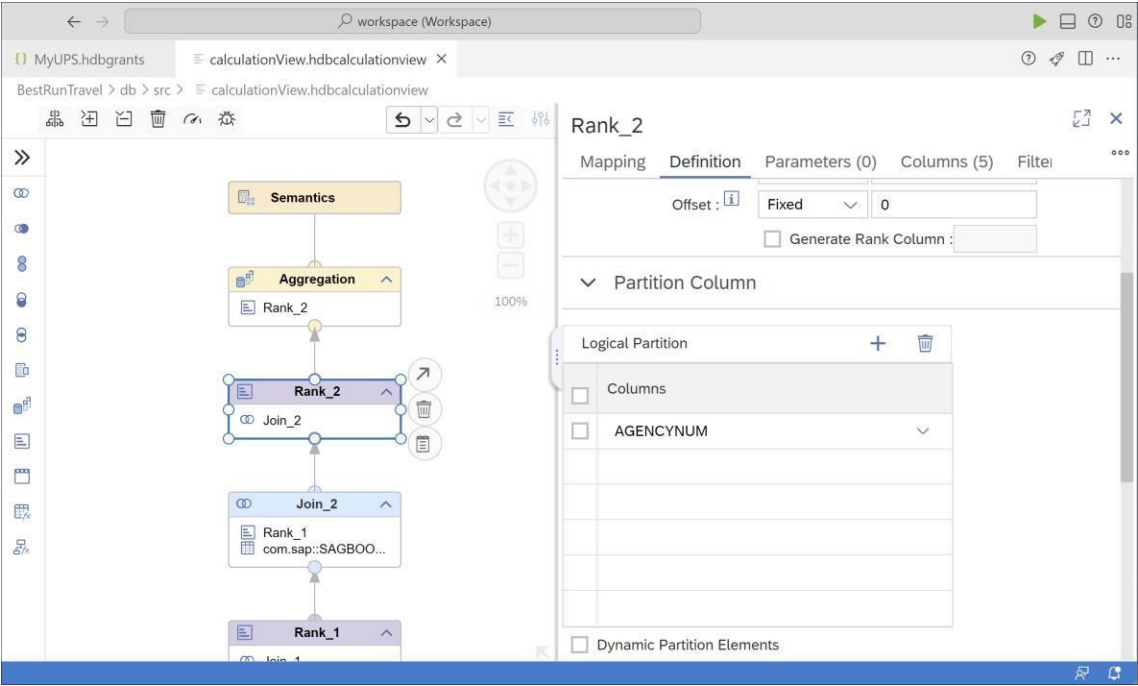 workspace (Workspace)
{} MyUPS.hdbgrants
calculationView.hdbcalculationview
BestRunTravel > db > src > calculationView.hdbcalculationview
Semantics
Aggregation
Rank_2
100%
Rank_2
Join_2
Join_2
Rank_1
com.sap::SAGBOO...
Rank_1
Rank_2
Mapping Definition Parameters (0) Columns (5) Filter
Offset : i Fixed 0
Generate Rank Column :
Partition Column
Logical Partition
Columns
AGENCYNUM
Dynamic Partition Elements